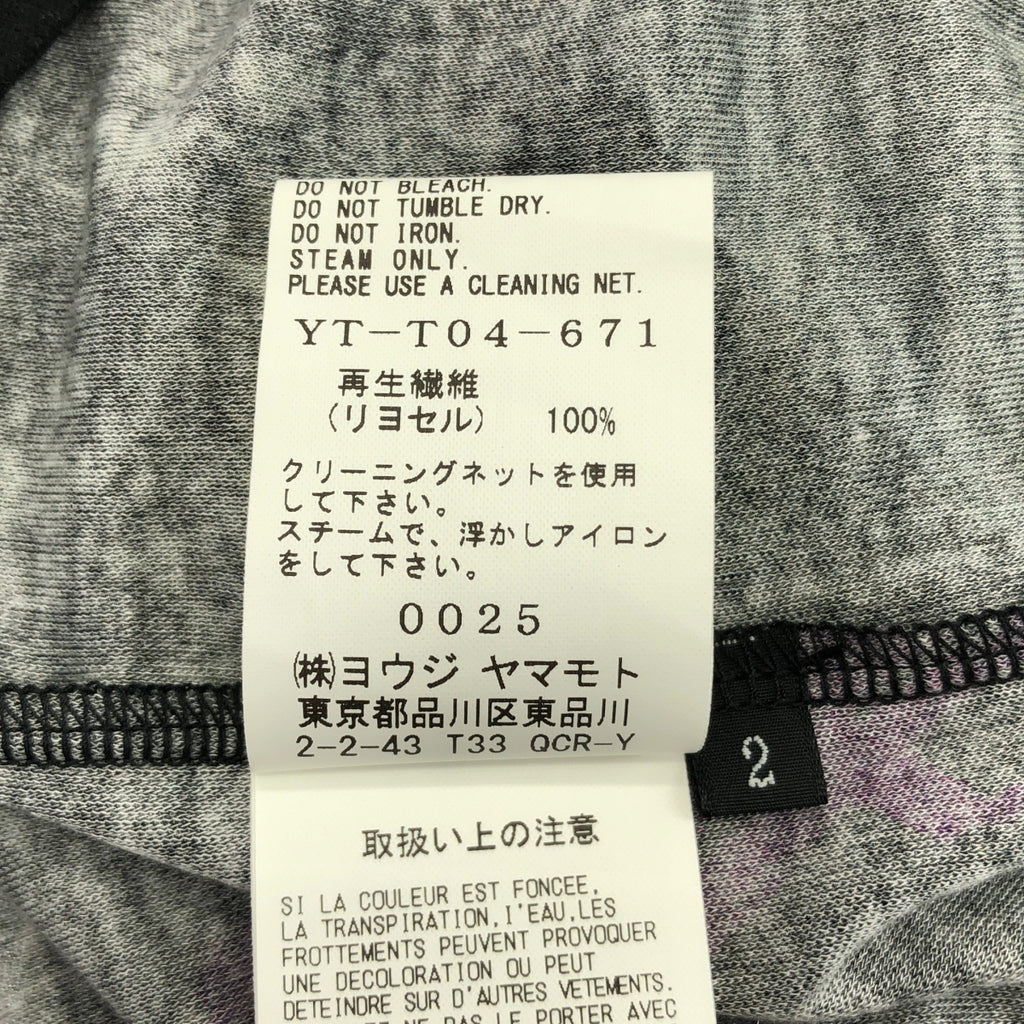 DO NOT BLEACH.
DO NOT TUMBLE DRY.
DO NOT IRON.
STEAM ONLY.
PLEASE USE A CLEANING NET.
YT-T04-671
再生繊維
(リヨセル) 100%
クリーニングネットを使用
して下さい。
スチームで、浮かしアイロン
をして下さい。
0025
㈱ヨウジ ヤマモト
東京都品川区東品川
2-2-43 T33 QCR-Y
2
取扱い上の注意
SI LA COULEUR EST FONCEE,
LA TRANSPIRATION,I'EAU,LES
FROTTEMENTS PEUVENT PROVOQUER
UNE DECOLORATION OU PEUT
DETEINDRE SUR D'AUTRES VETEMENTS.
NE PAS LE PORTER AVEC